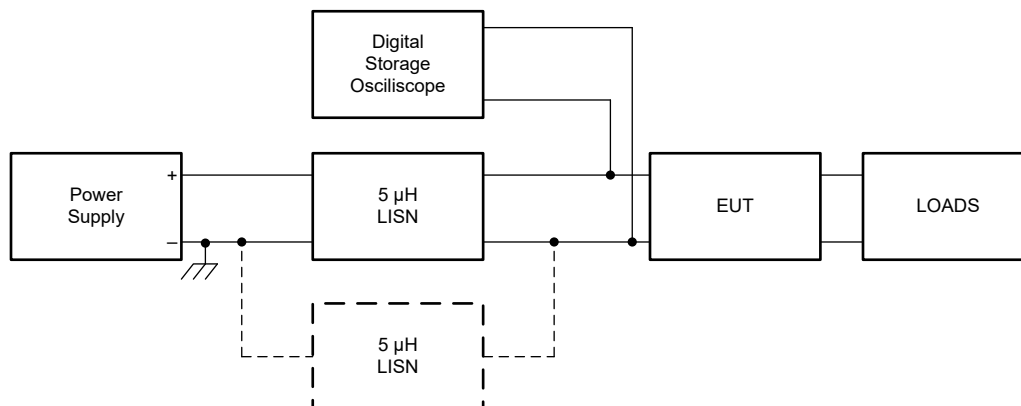 Digital
Storage
Osciliscope
Power
Supply
+
–
5 µH
LISN
EUT
LOADS
5 µH
LISN